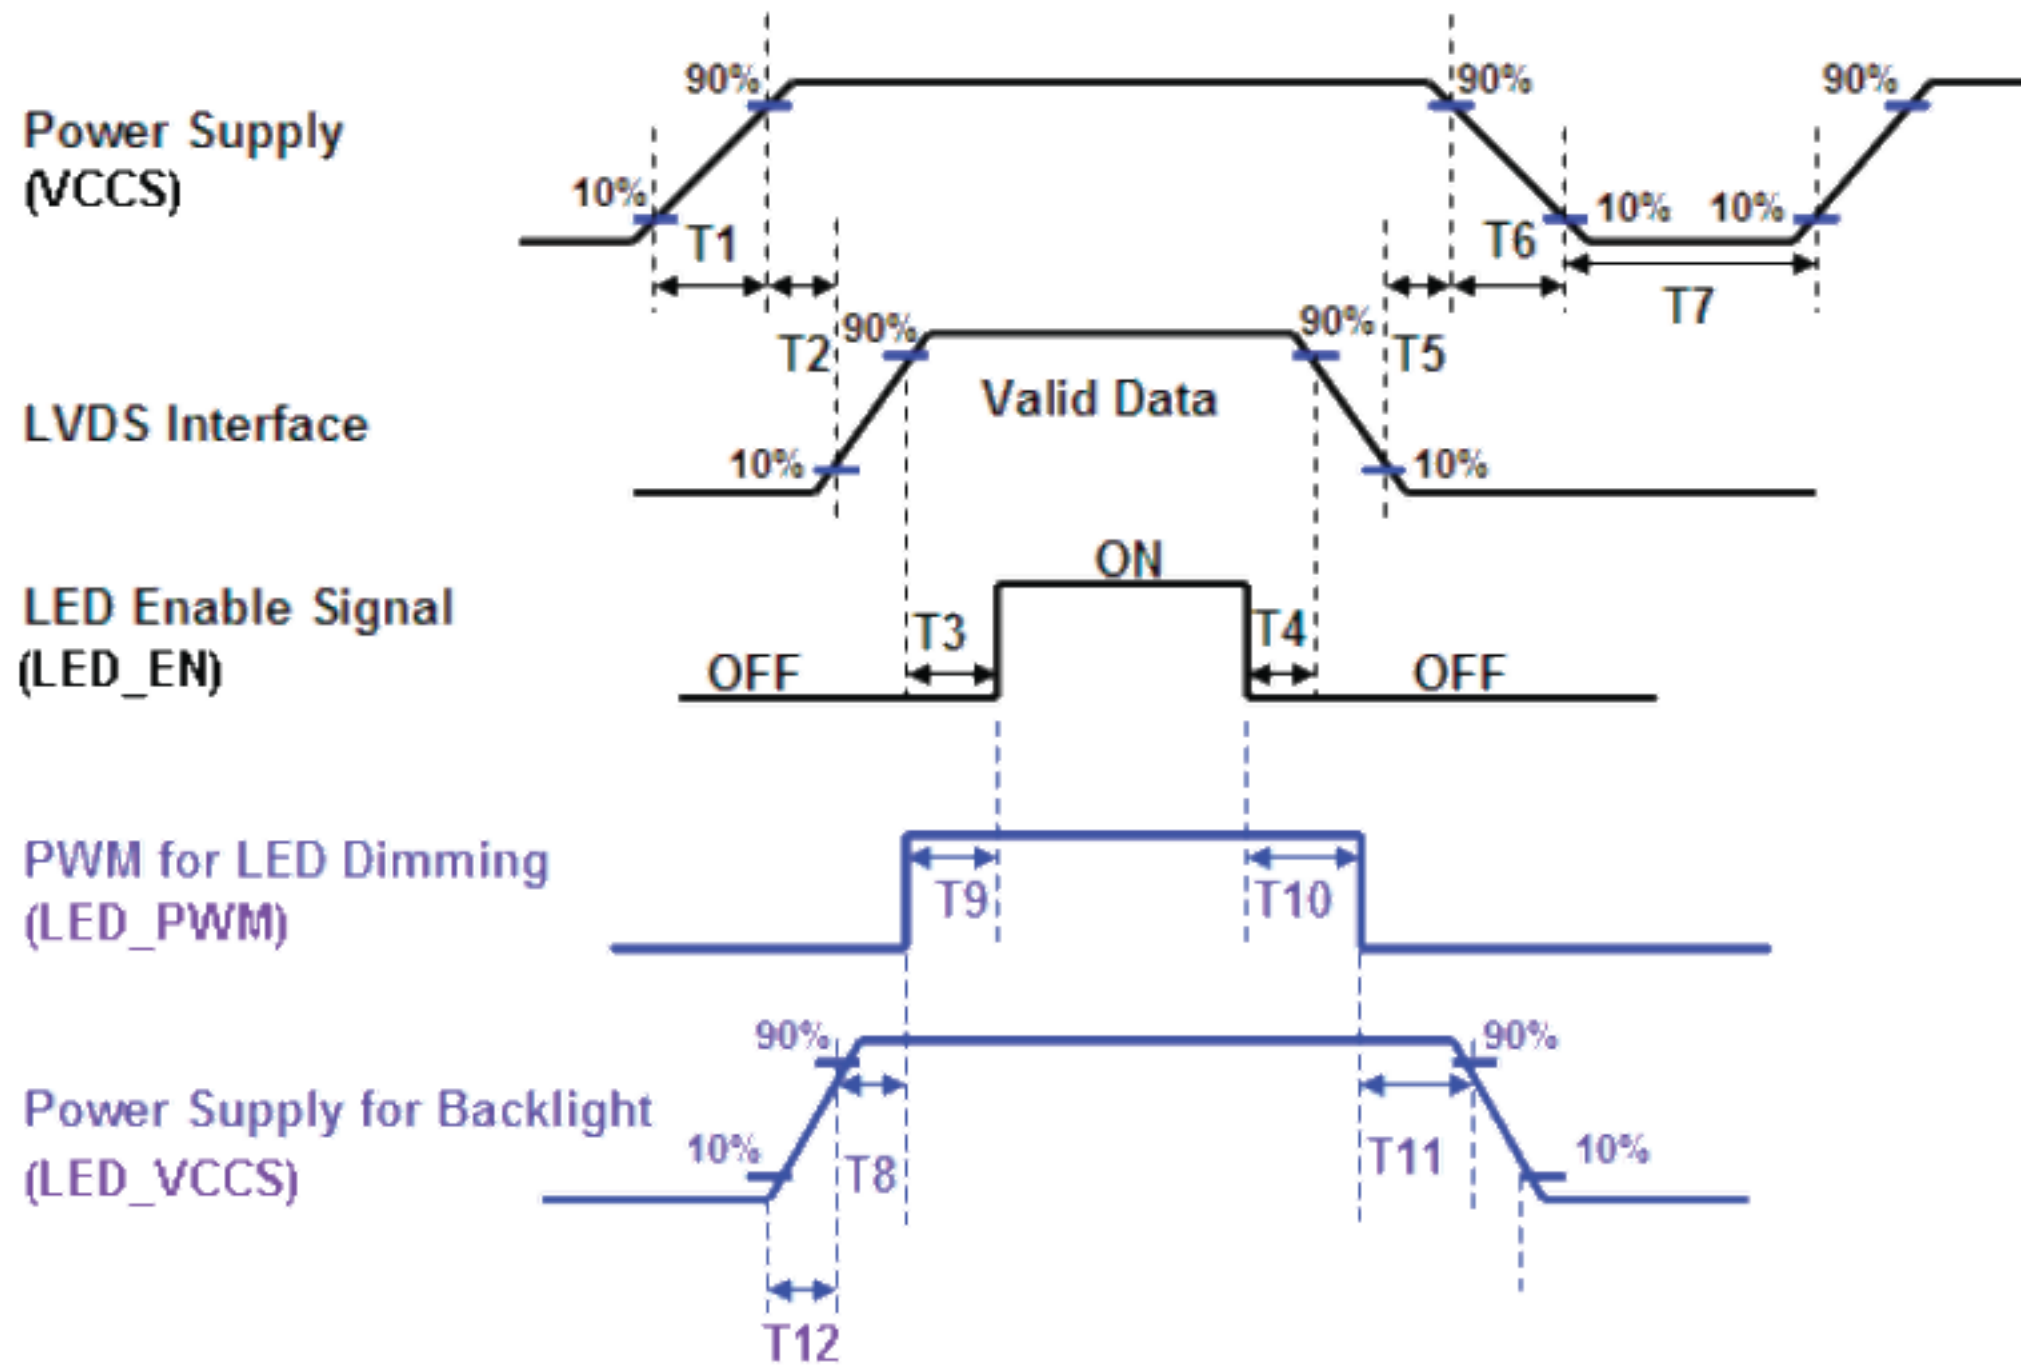 90%
90%
90%
Power Supply
(VCCS)
10%
10%
10%
T1
T6
T7
90%
90%
T2
T5
Valid Data
LVDS Interface
10%
10%
ON
LED Enable Signal
(LED_EN)
T3
T4
OFF
OFF
PWM for LED Dimming
(LED_PWM)
T9
T10
90%
90%
Power Supply for Backlight
(LED_VCCS)
10%
10%
T8
T11
T12